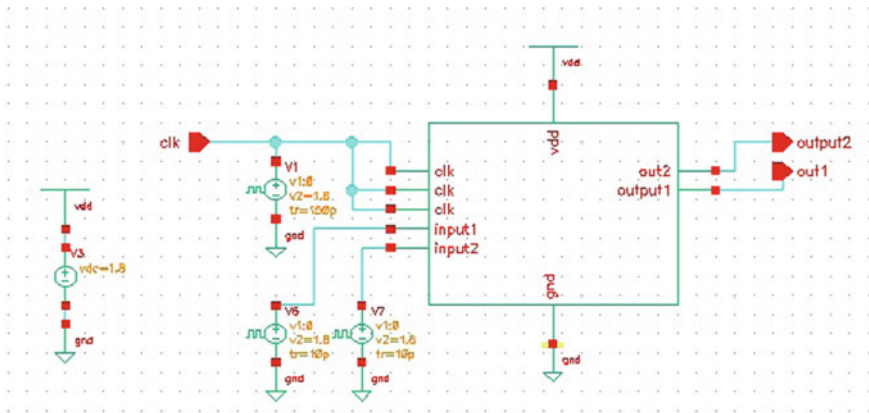 vdd
clk
vdd
output2
out1
clk
clk
clk
input1
input2
out2
output1
gnd
gnd
V1
v1:0
v2=1.8
tr=150p
gnd
vdd
V3
vdc=1.8
gnd
V6
v1:0
v2=1.8
tr=10p
gnd
V7
v1:0
v2=1.8
tr=10p
gnd